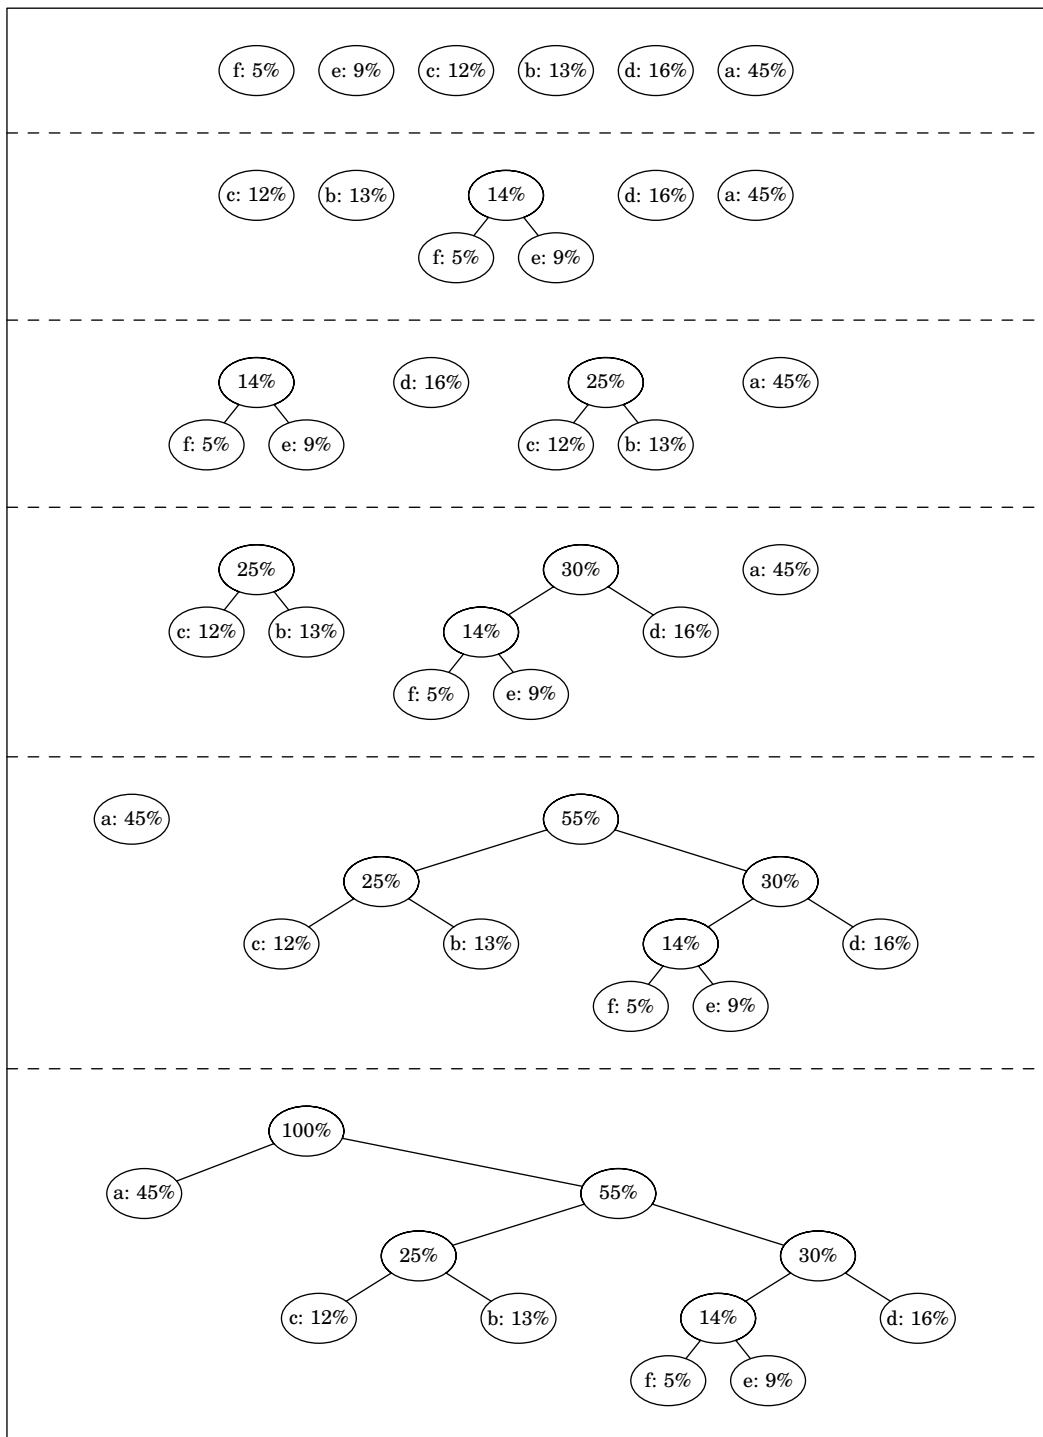 f: 5% e: 9% c: 12% b: 13% d: 16% a: 45%
c: 12% b: 13% 14% d: 16% a: 45%
f: 5% e: 9%
14% d: 16% 25% a: 45%
f: 5% e: 9% c: 12% b: 13%
25% 30% a: 45%
c: 12% b: 13% 14% d: 16%
f: 5% e: 9%
a: 45% 55%
25% 30%
c: 12% b: 13% 14% d: 16%
f: 5% e: 9%
100%
a: 45% 55%
25% 30%
c: 12% b: 13% 14% d: 16%
f: 5% e: 9%